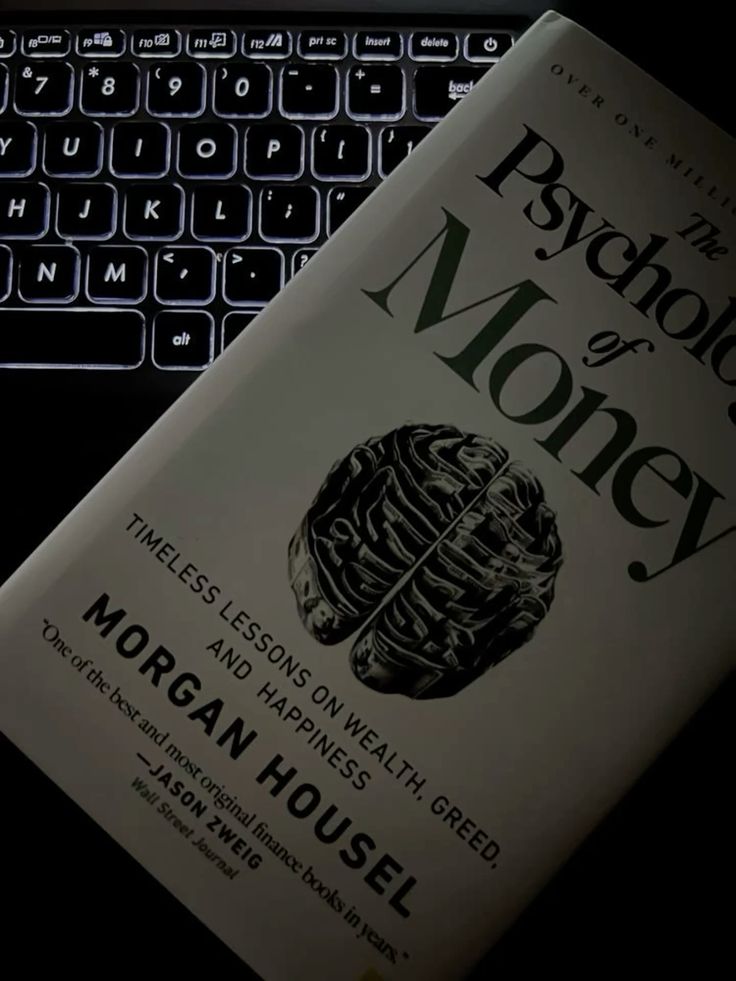 f8 f9 f10 f11 f12 prt sc insert delete
& 7 * 8 ( 9 ) 0 - + =
Y U I O P { [ }
H J K L : ; "
N M < , > . ?
alt
OVER ONE
The
Psycholog
of
Money
TIMELESS LESSONS ON WEALTH, GREED,
AND HAPPINESS
MORGAN HOUSEL
"One of the best and most original finance books in years."
—JASON ZWEIG
Wall Street Journal